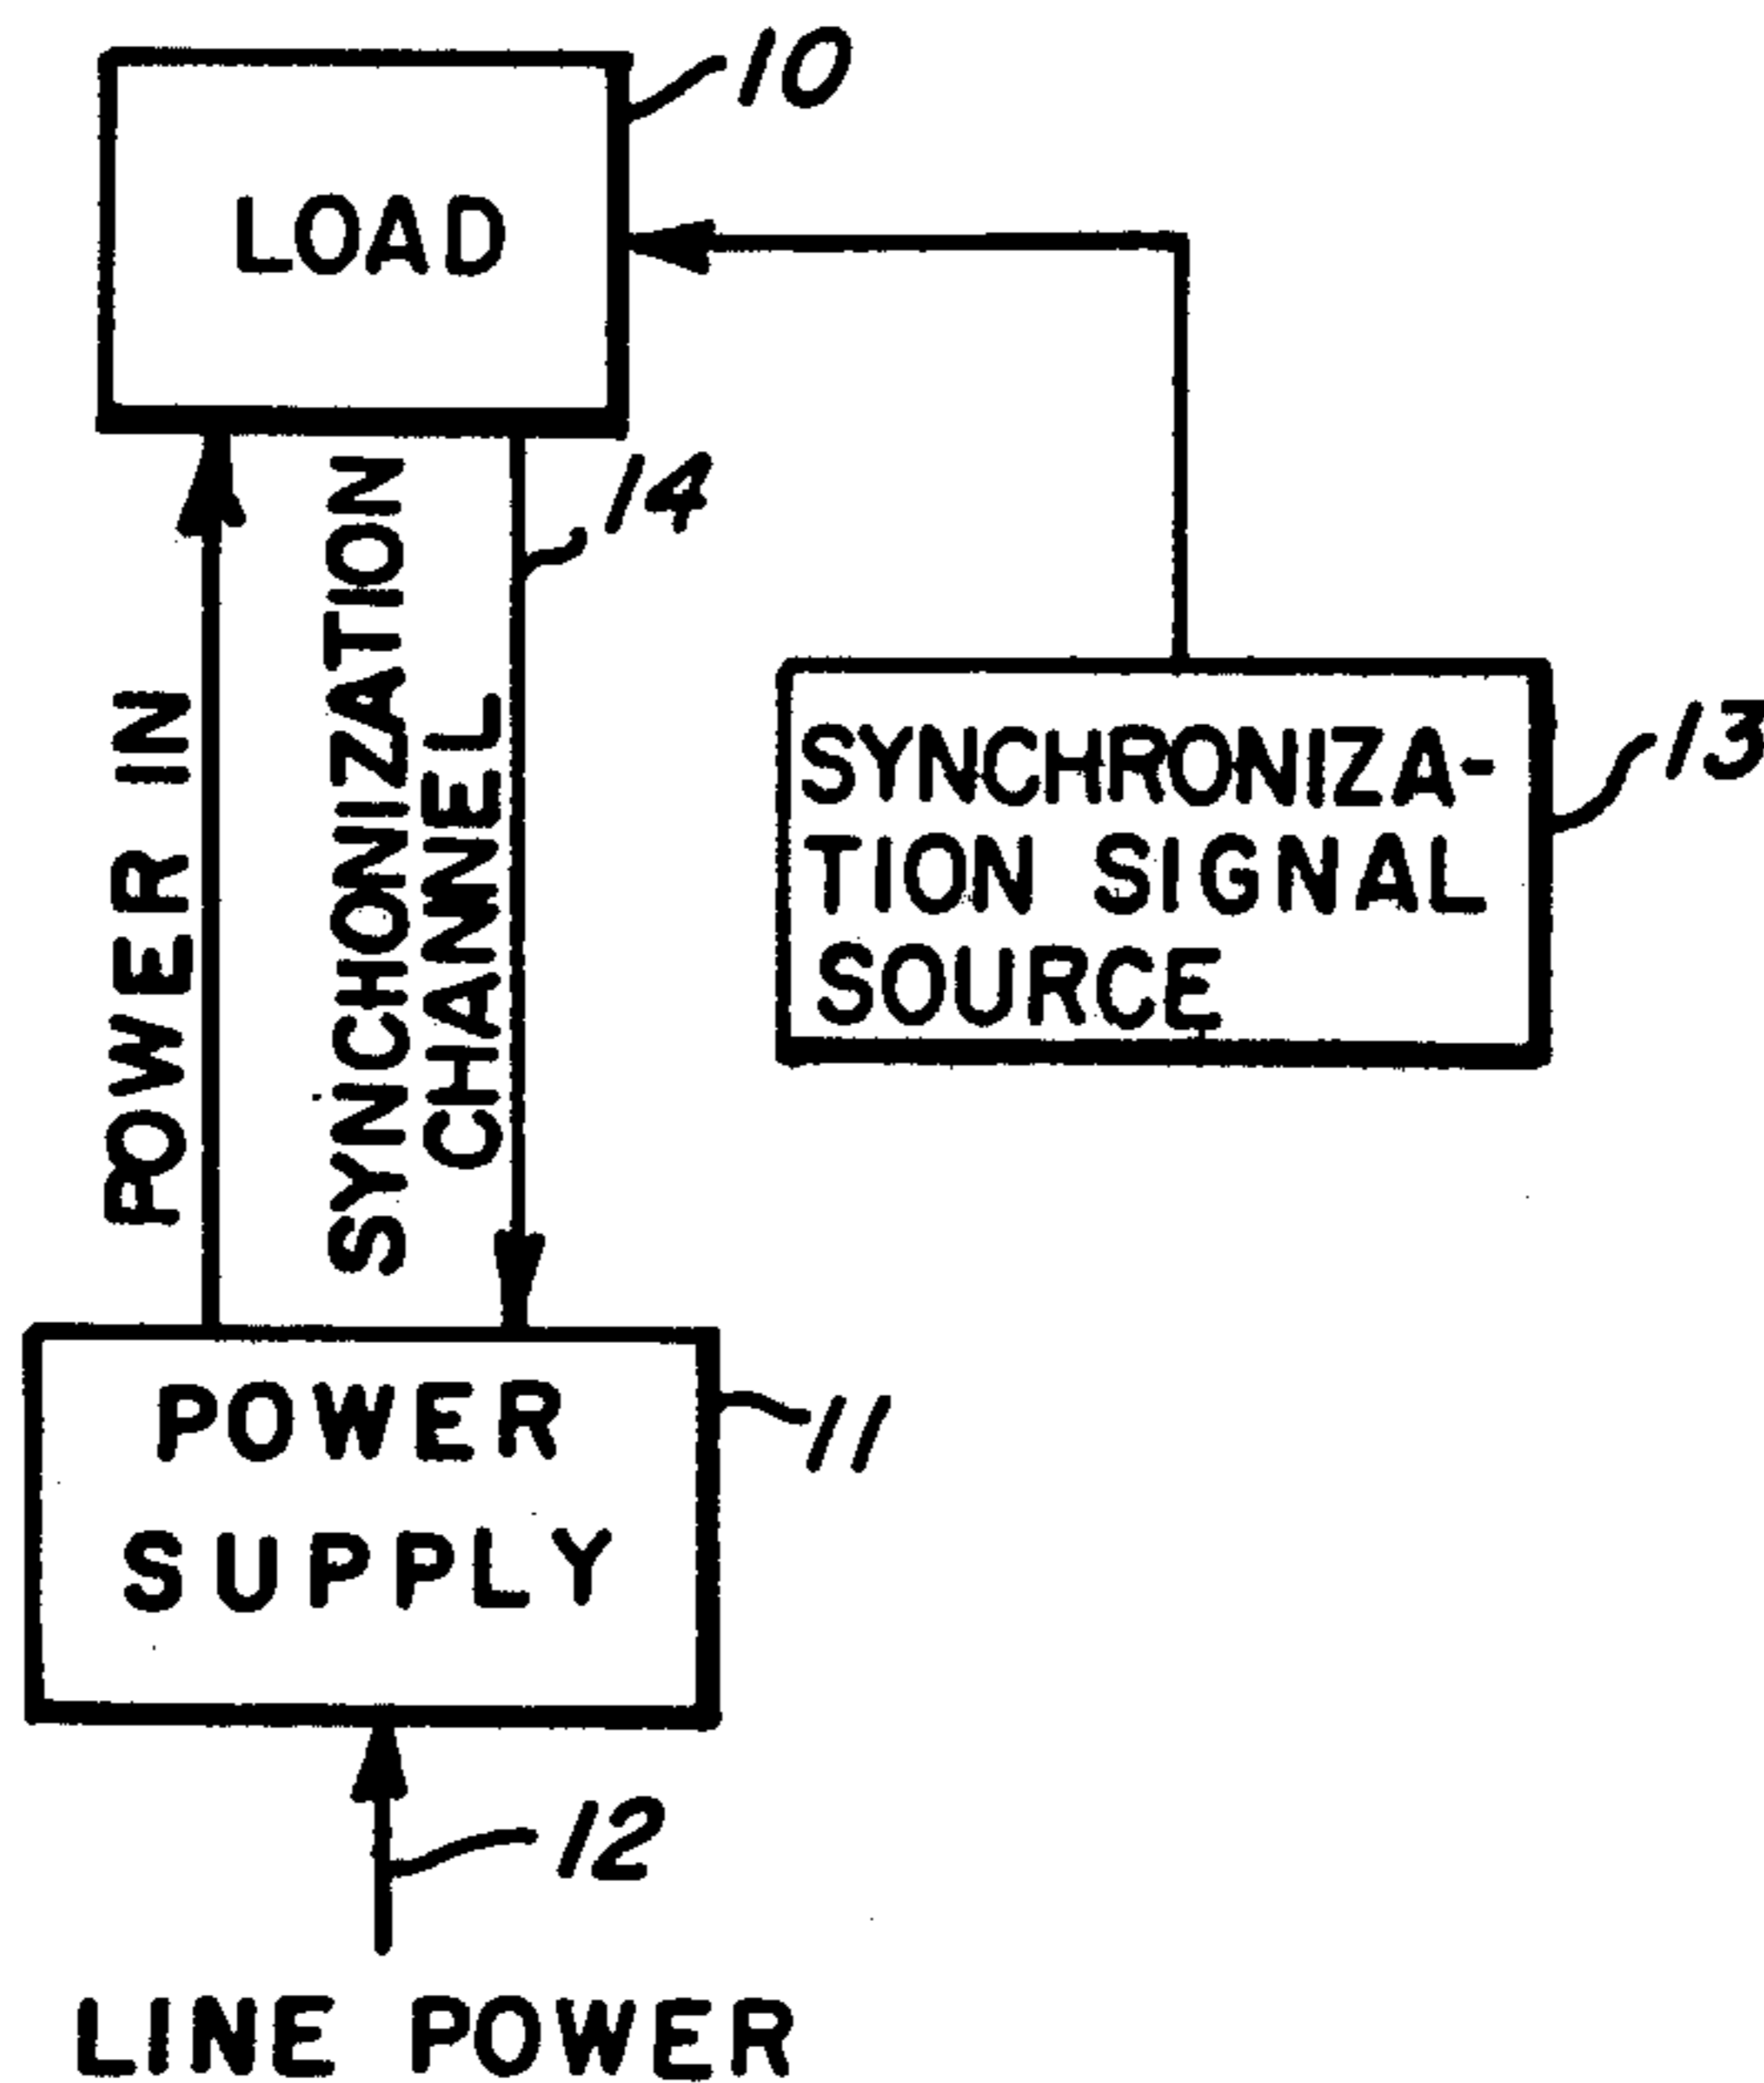 10
LOAD
14
POWER IN
SYNCHONIZATION
CHANNEL
SYNCHRONIZA-
TION SIGNAL
SOURCE
13
POWER
SUPPLY
11
12
LINE POWER